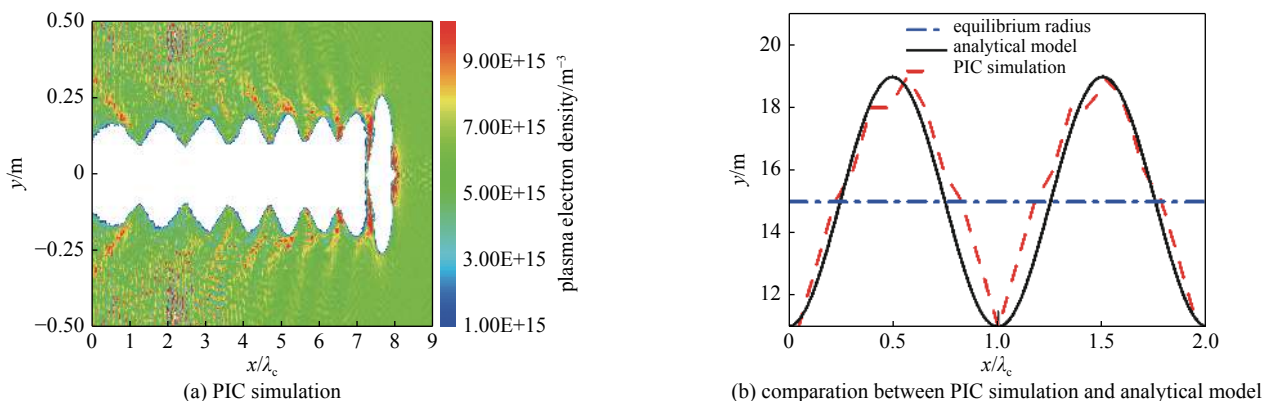 0.50
0.25
0
−0.25
−0.50
y/m
0 1 2 3 4 5 6 7 8 9
x/λc
9.00E+15
7.00E+15
5.00E+15
3.00E+15
1.00E+15
plasma electron density/m⁻³
(a) PIC simulation
20
18
16
14
12
y/m
equilibrium radius
analytical model
PIC simulation
0 0.5 1.0 1.5 2.0
x/λc
(b) comparation between PIC simulation and analytical model